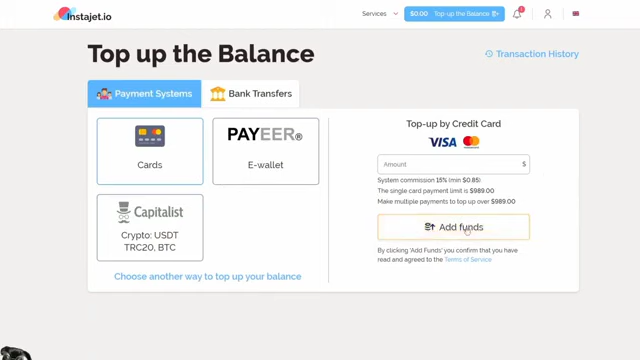 Instajet.io
Services
$0.00 Top-up the Balance
Top up the Balance
Transaction History
Payment Systems
Bank Transfers
Cards
PAYEER®
E-wallet
Capitalist
Crypto: USDT
TRC20, BTC
Choose another way to top up your balance
Top-up by Credit Card
VISA
Amount
$
System commission 15% (min $0.85)
The single card payment limit is $989.00
Make multiple payments to top up over $989.00
Add funds
By clicking 'Add Funds' you confirm that you have
read and agreed to the Terms of Service